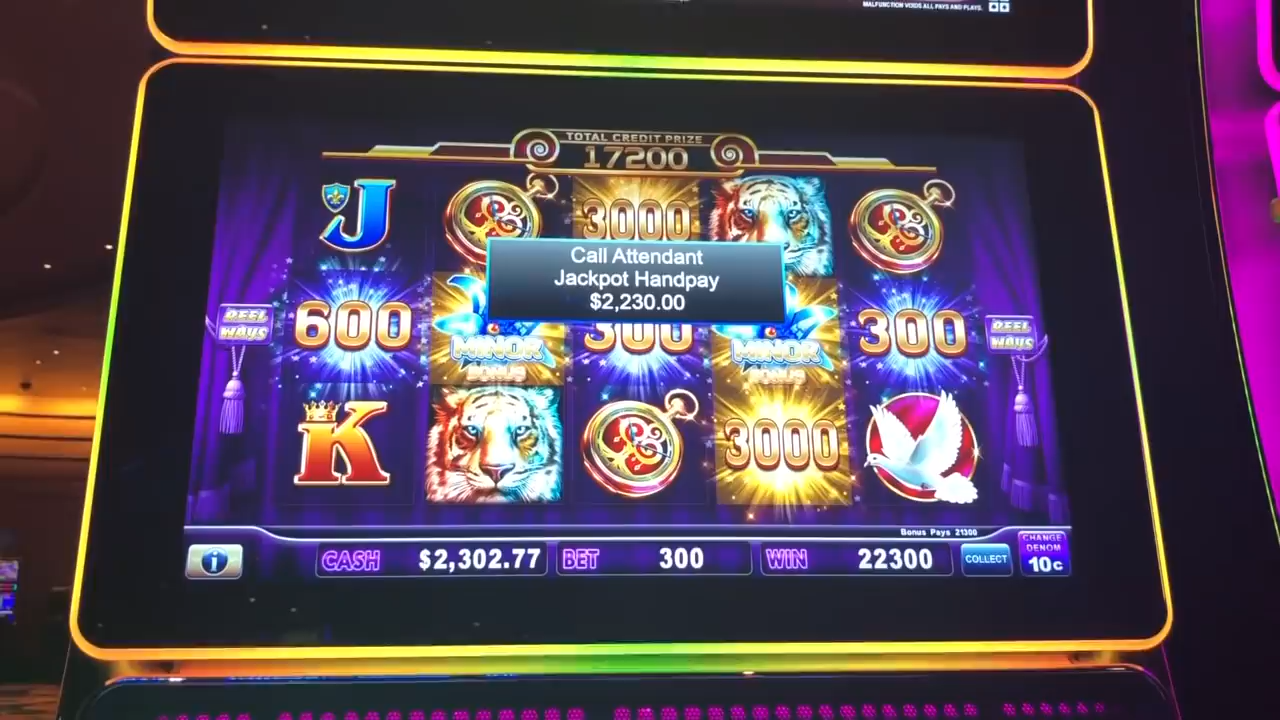 MALFUNCTION VOIDS ALL PAYS AND PLAYS.
TOTAL CREDIT PRIZE
17200
J
3000
Call Attendant
Jackpot Handpay
$2,230.00
REEL
WAYS
600
MINOR
BONUS
300
MINOR
BONUS
300
REEL
WAYS
K
3000
Bonus Pays 21300
i
CASH $2,302.77 BET 300 WIN 22300 COLLECT
CHANGE
DENOM
10¢